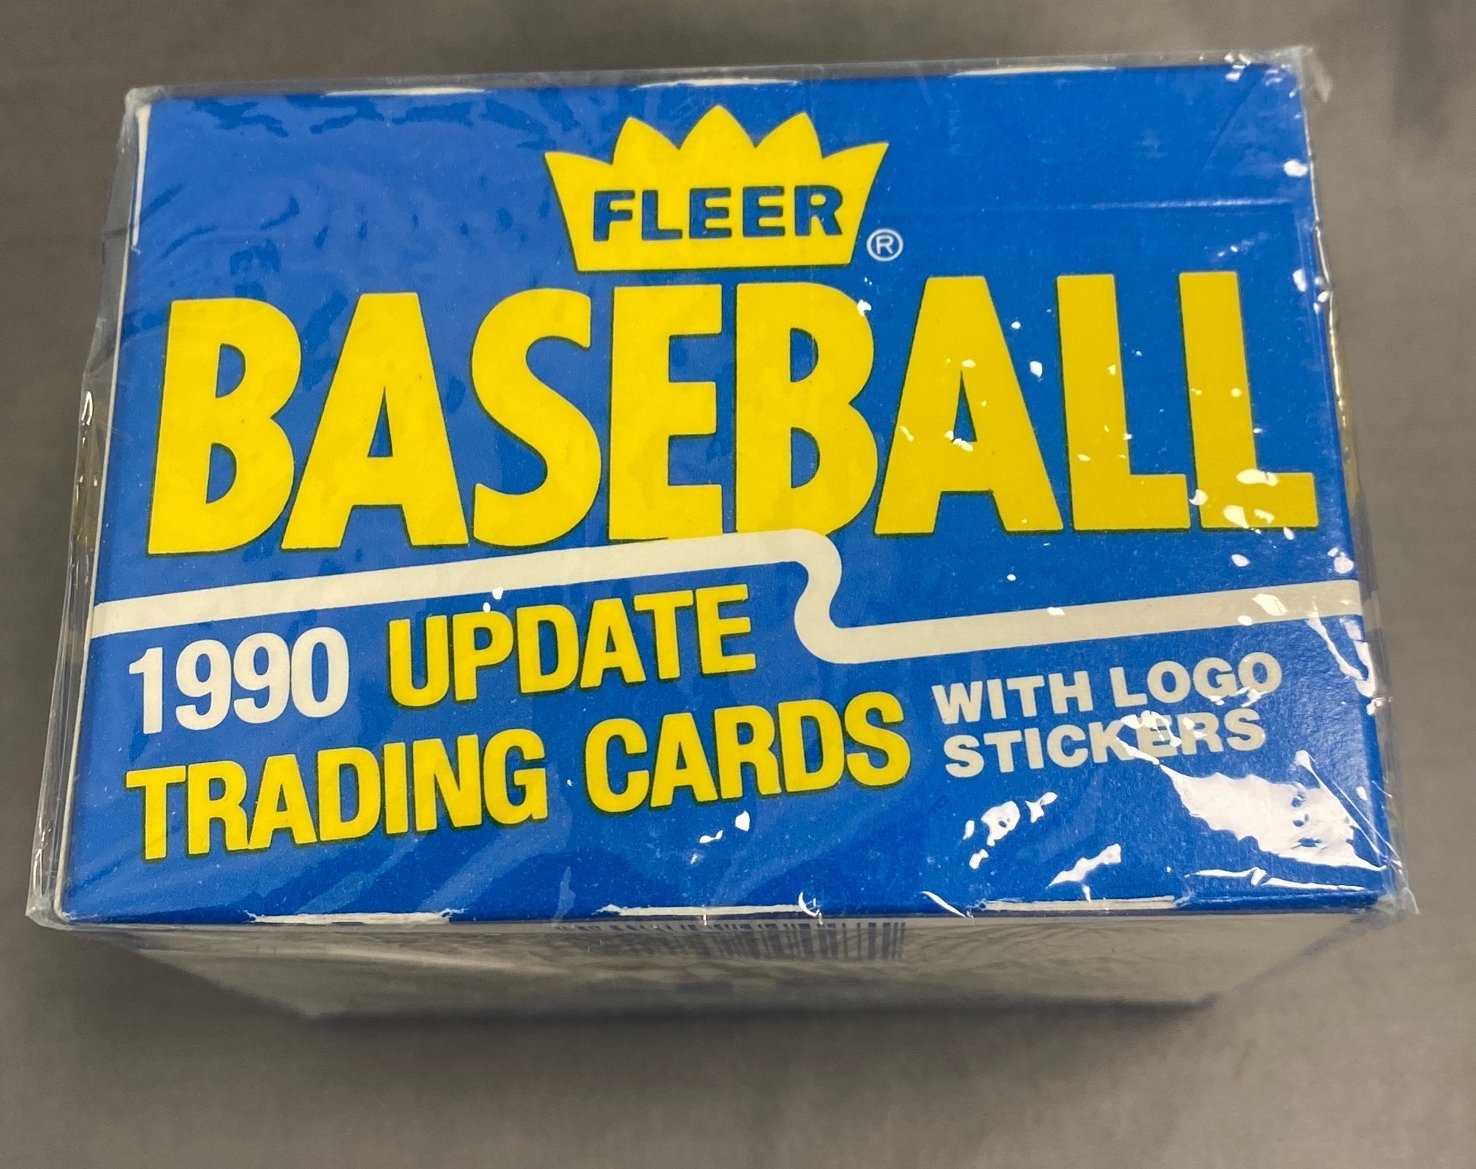 FLEER®
BASEBALL
1990 UPDATE
TRADING CARDS
WITH LOGO
STICKERS